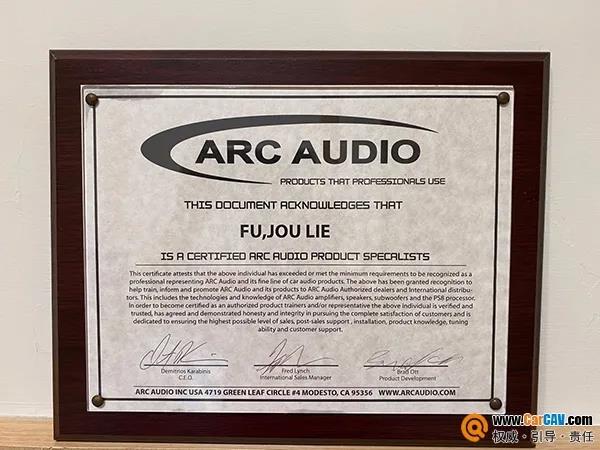 ARC AUDIO
PRODUCTS THAT PROFESSIONALS USE
THIS DOCUMENT ACKNOWLEDGES THAT
FU,JOU LIE
IS A CERTIFIED ARC AUDIO PRODUCT SPECALISTS
This certificate attests that the above individual has exceeded or met the minimum requirements to be recognized as a
professional representing ARC Audio and its fine line of car audio products. The above has been granted recognition to
help train, inform and promote ARC Audio and its products to ARC Audio Authorized dealers and International distribu-
tors. This includes the technologies and knowledge of ARC Audio amplifiers, speakers, subwoofers and the PS8 processor.
In order to become certified as an authorized product trainers and/or representative the above individual is verified and
trusted, has agreed and demonstrated honesty and integrity in pursuing the complete satisfaction of customers and is
dedicated to ensuring the highest possible level of sales, post-sales support , installation, product knowledge, tuning
ability and customer support.
Demitrios Karabinis
C.E.O.
Fred Lynch
International Sales Manager
Brad Ott
Product Development
ARC AUDIO INC USA 4719 GREEN LEAF CIRCLE #4 MODESTO, CA 95356 WWW.ARCAUDIO.COM
www.CarCAV.com
权威·引导·责任